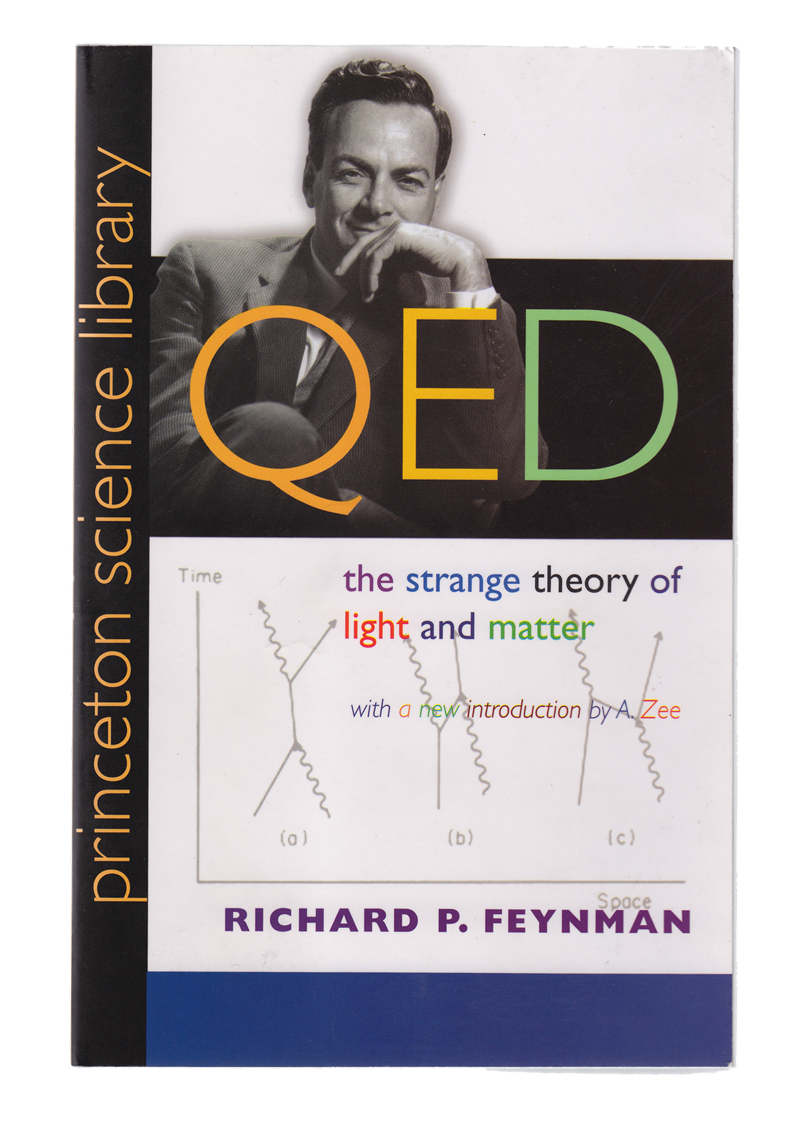 princeton science library
QED
Time
the strange theory of
light and matter
with a new introduction by A. Zee
(a) (b) (c)
Space
RICHARD P. FEYNMAN